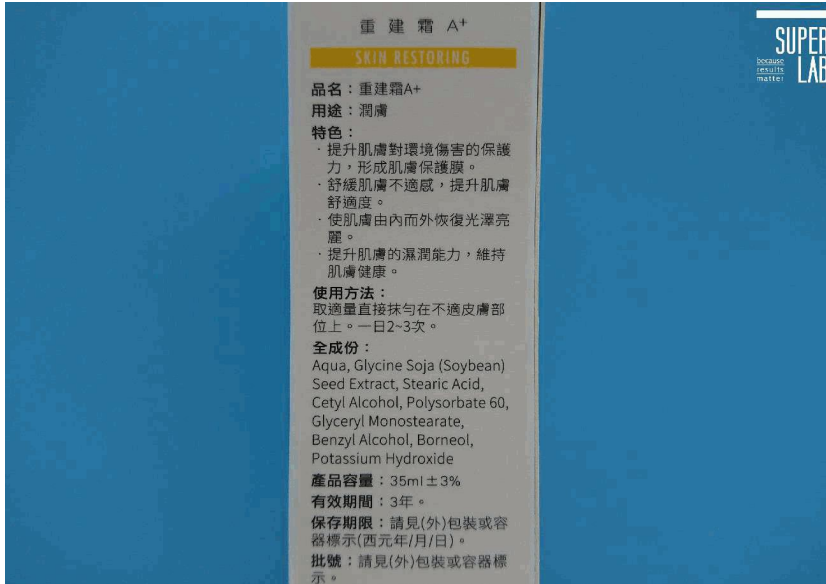 重建霜 A+
SKIN RESTORING
品名：重建霜A+
用途：潤膚
特色：
·提升肌膚對環境傷害的保護
力，形成肌膚保護膜。
·舒緩肌膚不適感，提升肌膚
舒適度。
·使肌膚由內而外恢復光澤亮
麗。
·提升肌膚的濕潤能力，維持
肌膚健康。
使用方法：
取適量直接抹勻在不適皮膚部
位上。一日2~3次。
全成份：
Aqua, Glycine Soja (Soybean)
Seed Extract, Stearic Acid,
Cetyl Alcohol, Polysorbate 60,
Glyceryl Monostearate,
Benzyl Alcohol, Borneol,
Potassium Hydroxide
產品容量：35ml±3%
有效期間：3年。
保存期限：請見(外)包裝或容
器標示(西元年/月/日)。
批號：請見(外)包裝或容器標
示。
SUPER
LAB
because
results
matter